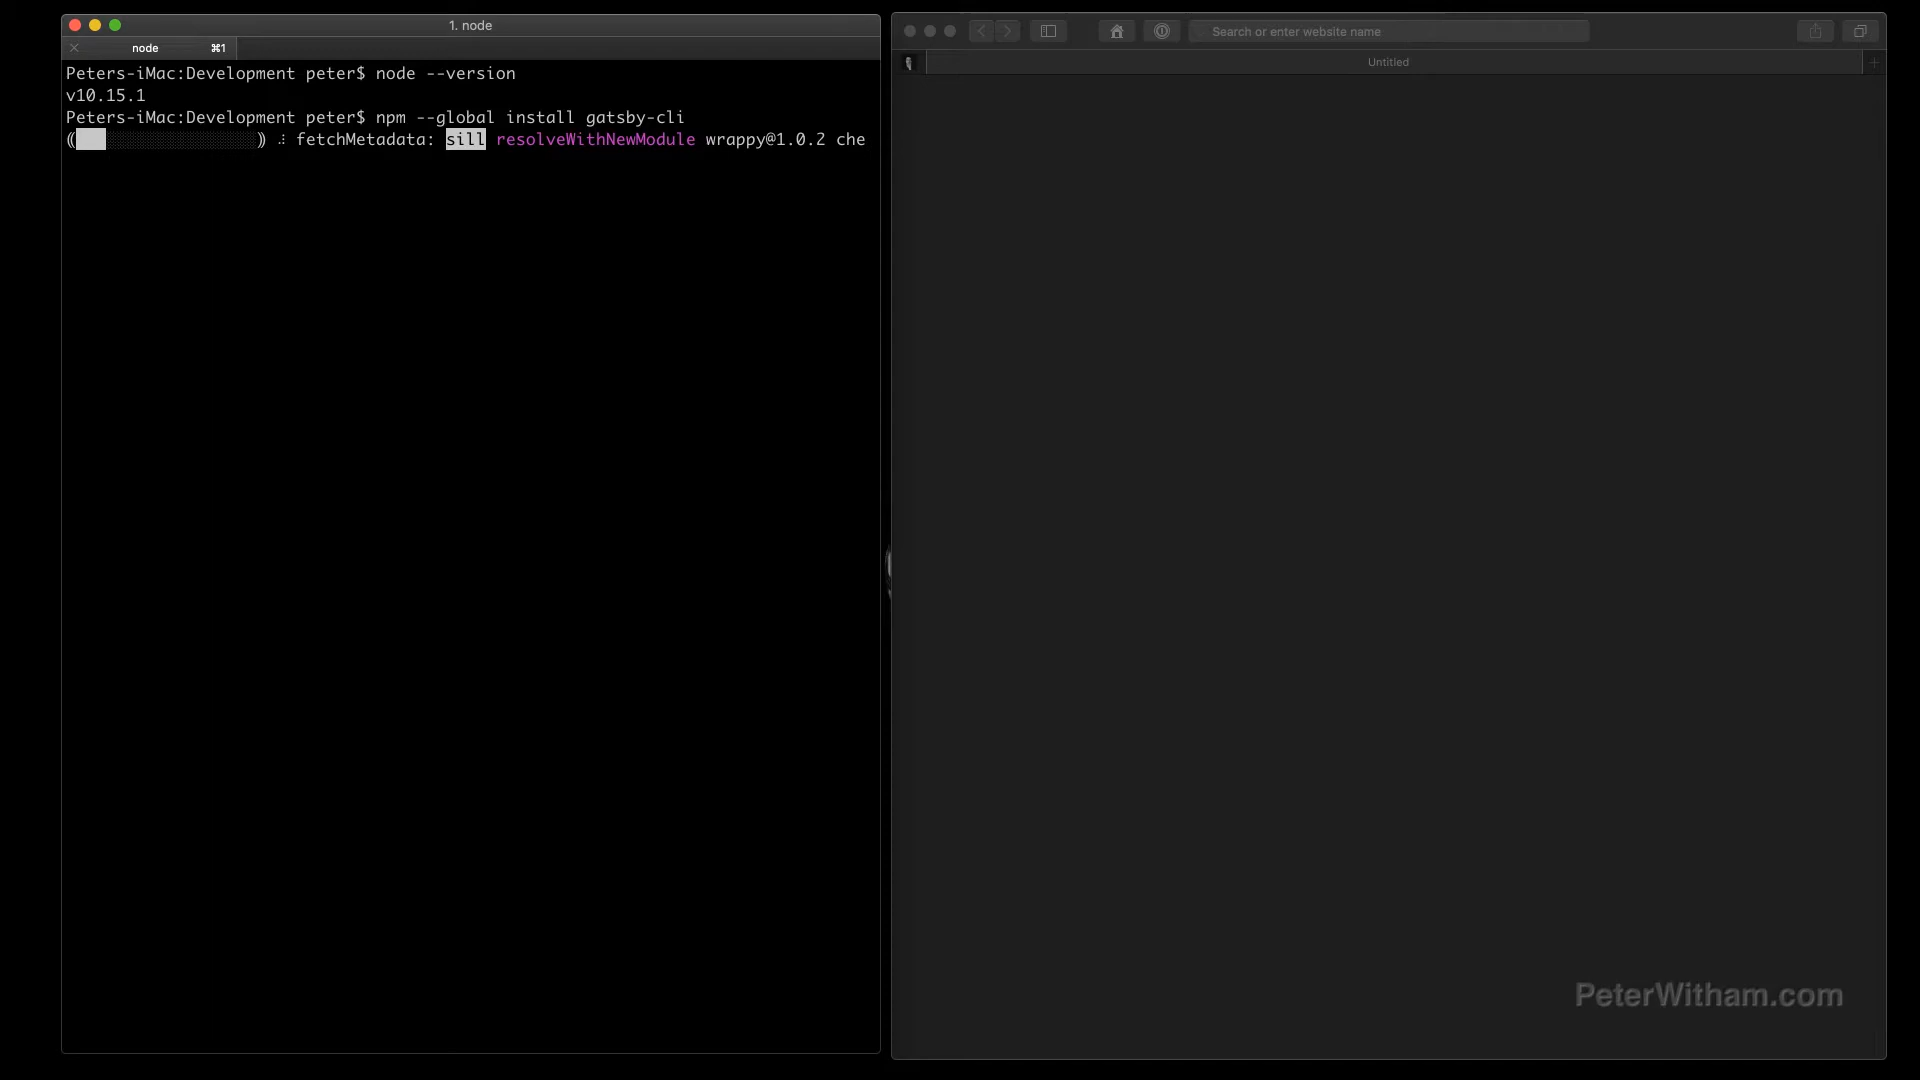 1. node
node ⌘1
Peters-iMac:Development peter$ node --version
v10.15.1
Peters-iMac:Development peter$ npm --global install gatsby-cli
fetchMetadata: sill resolveWithNewModule wrappy@1.0.2 che
Search or enter website name
Untitled
PeterWitham.com